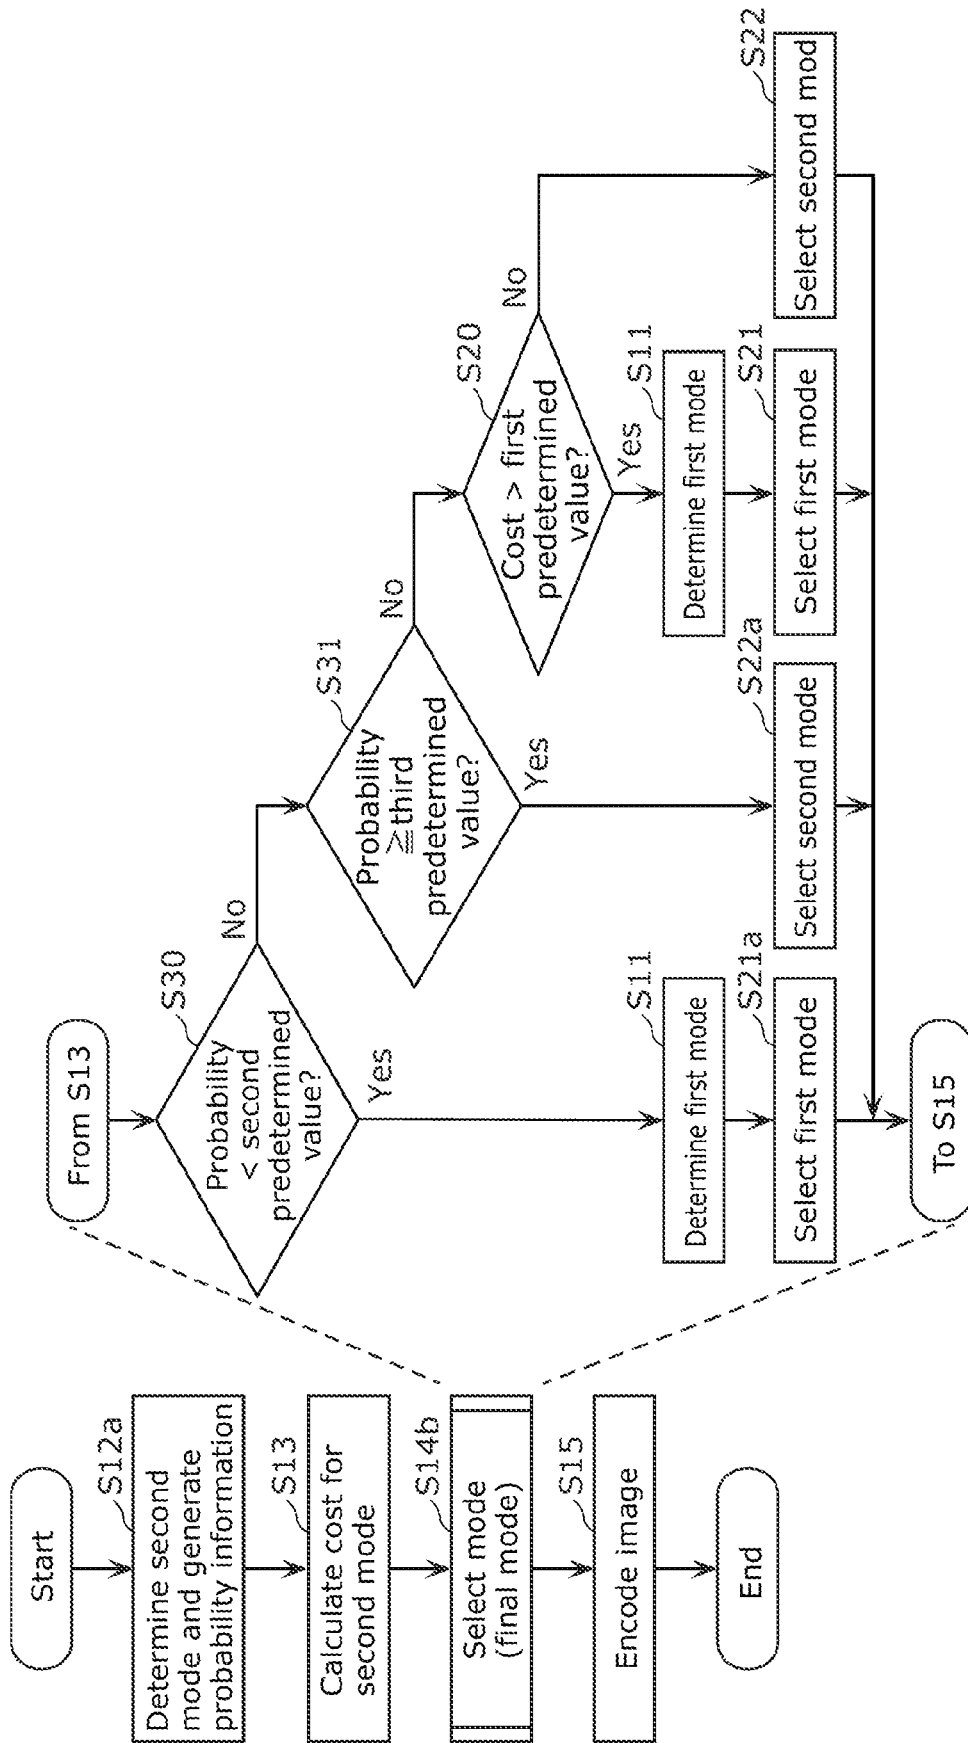 Start
S12a
Determine second
mode and generate
probability information
S13
Calculate cost for
second mode
S14b
Select mode
(final mode)
S15
Encode image
End
From S13
S30
Probability
< second
predetermined
value?
No
Yes
S31
Probability
≧third
predetermined
value?
No
Yes
S20
Cost > first
predetermined
value?
No
Yes
S11
Determine first mode
S21a
Select first mode
S22a
Select second mode
S11
Determine first mode
S21
Select first mode
S22
Select second mod
To S15